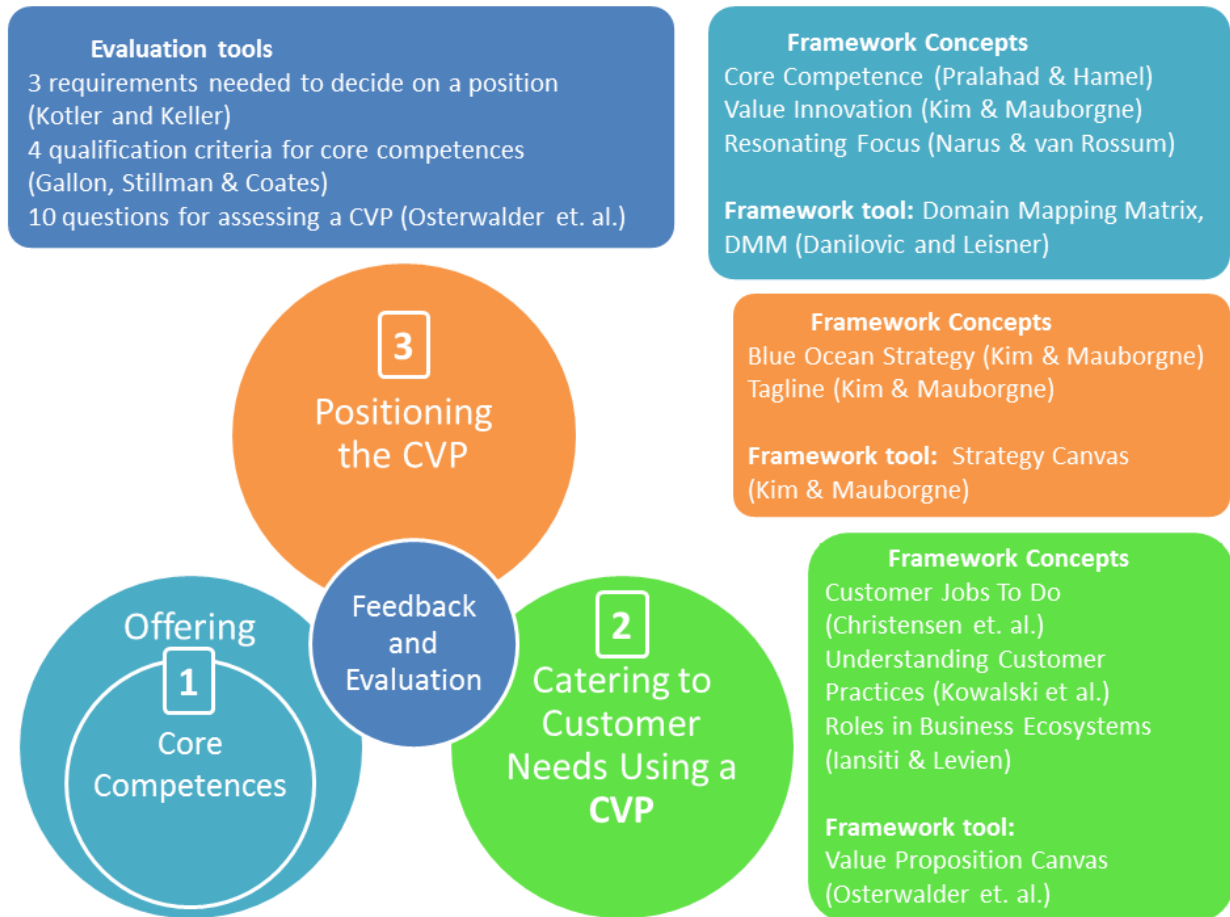 Evaluation tools
3 requirements needed to decide on a position
(Kotler and Keller)
4 qualification criteria for core competences
(Gallon, Stillman & Coates)
10 questions for assessing a CVP (Osterwalder et. al.)
Framework Concepts
Core Competence (Pralahad & Hamel)
Value Innovation (Kim & Mauborgne)
Resonating Focus (Narus & van Rossum)
Framework tool: Domain Mapping Matrix,
DMM (Danilovic and Leisner)
3
Positioning
the CVP
Framework Concepts
Blue Ocean Strategy (Kim & Mauborgne)
Tagline (Kim & Mauborgne)
Framework tool: Strategy Canvas
(Kim & Mauborgne)
Offering
1
Core
Competences
Feedback
and
Evaluation
2
Catering to
Customer
Needs Using a
CVP
Framework Concepts
Customer Jobs To Do
(Christensen et. al.)
Understanding Customer
Practices (Kowalski et al.)
Roles in Business Ecosystems
(Iansiti & Levien)
Framework tool:
Value Proposition Canvas
(Osterwalder et. al.)